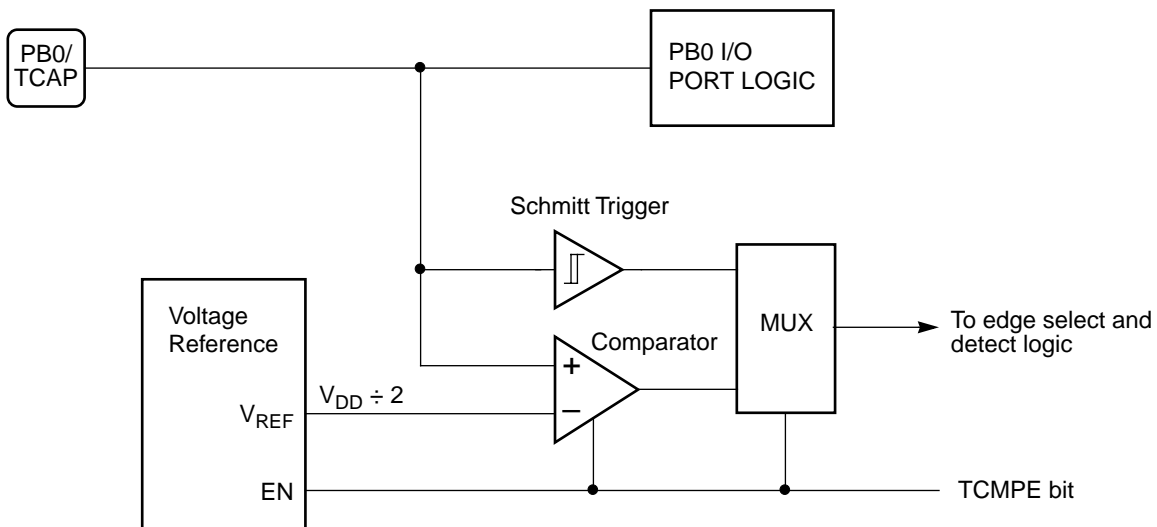 PB0/
TCAP
PB0 I/O
PORT LOGIC
Schmitt Trigger
Voltage
Reference
Comparator
MUX
To edge select and
detect logic
+
−
VREF
VDD ÷ 2
EN
TCMPE bit